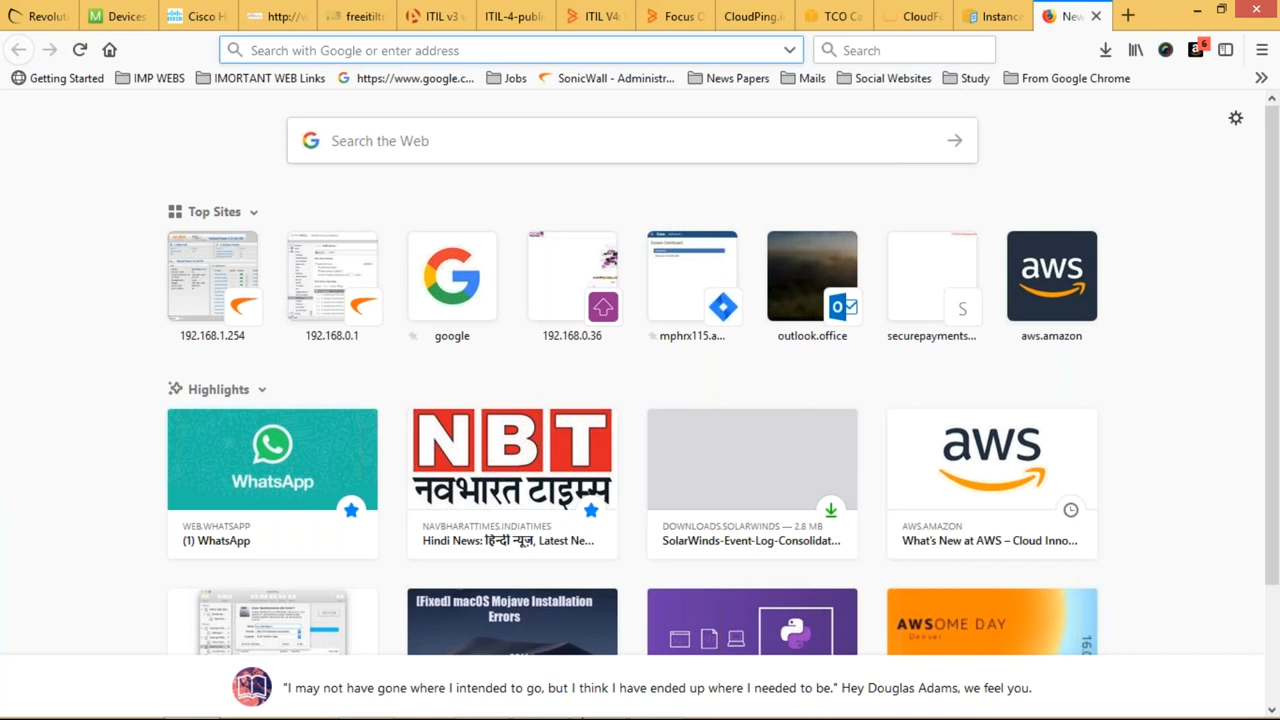 Revoluti
Devices
Cisco H
http://w
freeitiltr
ITIL v3 v
ITIL-4-publi
ITIL V4:
Focus O
CloudPing.in
TCO Ca
CloudFo
Instance
New
Search with Google or enter address
Search
6
Getting Started
IMP WEBS
IMORTANT WEB Links
https://www.google.c...
Jobs
SonicWall - Administr...
News Papers
Mails
Social Websites
Study
From Google Chrome
Search the Web
Top Sites
192.168.1.254
192.168.0.1
google
192.168.0.36
mphrx115.a...
outlook.office
S
securepayments...
aws
aws.amazon
Highlights
WhatsApp
WEB.WHATSAPP
(1) WhatsApp
NBT
नवभारत टाइम्स
NAVBHARATTIMES.INDIATIMES
Hindi News: हिन्दी न्यूज़, Latest Ne...
DOWNLOADS.SOLARWINDS — 2.8 MB
SolarWinds-Event-Log-Consolidat...
aws
AWS.AMAZON
What's New at AWS – Cloud Inno...
[Fixed] macOS Mojave Installation
Errors
AWSOME DAY
Denver
"I may not have gone where I intended to go, but I think I have ended up where I needed to be." Hey Douglas Adams, we feel you.